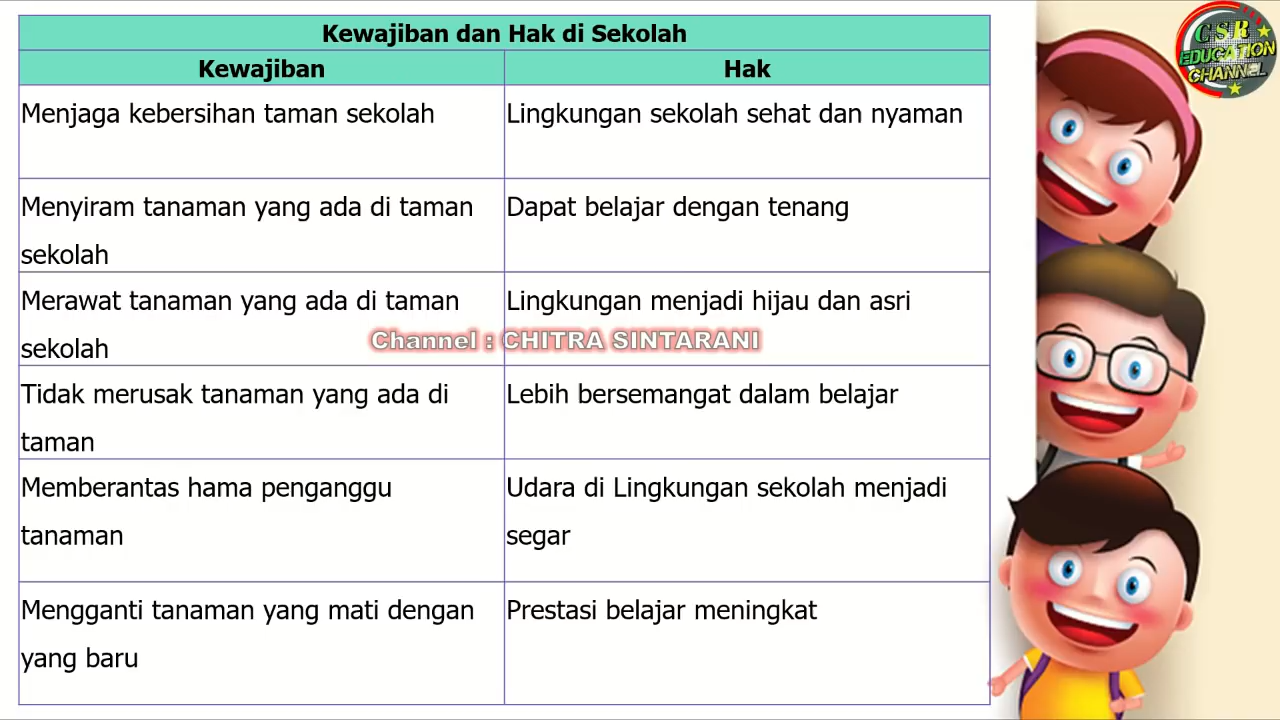 Kewajiban dan Hak di Sekolah
Kewajiban
Hak
Menjaga kebersihan taman sekolah
Lingkungan sekolah sehat dan nyaman
Menyiram tanaman yang ada di taman
sekolah
Dapat belajar dengan tenang
Merawat tanaman yang ada di taman
sekolah
Lingkungan menjadi hijau dan asri
Tidak merusak tanaman yang ada di
taman
Lebih bersemangat dalam belajar
Memberantas hama penganggu
tanaman
Udara di Lingkungan sekolah menjadi
segar
Mengganti tanaman yang mati dengan
yang baru
Prestasi belajar meningkat
Channel : CHITRA SINTARANI
CSR
EDUCATION
CHANNEL